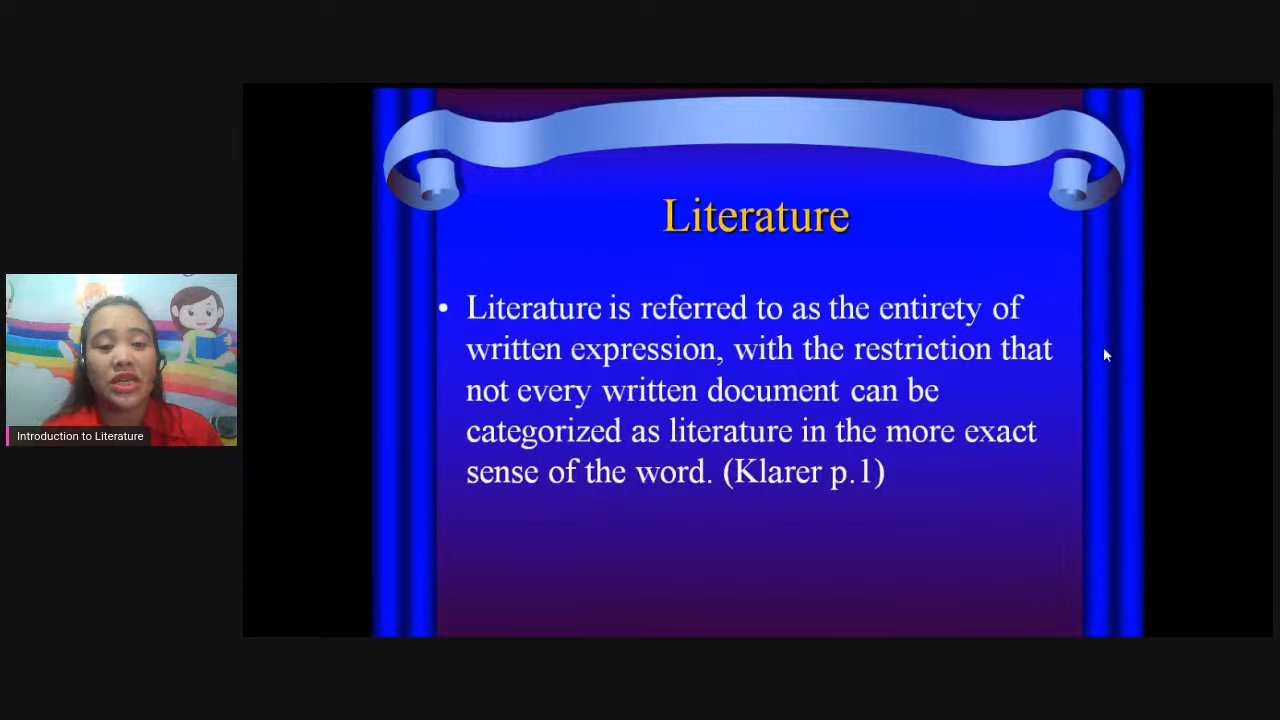 Literature
• Literature is referred to as the entirety of
written expression, with the restriction that
not every written document can be
categorized as literature in the more exact
sense of the word. (Klarer p.1)
Introduction to Literature